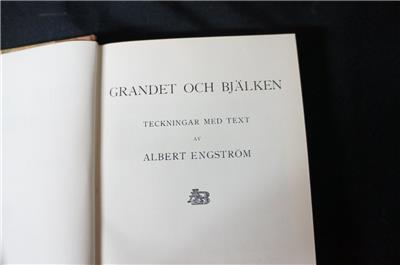 GRANDET OCH BJÄLKEN
TECKNINGAR MED TEXT
AV
ALBERT ENGSTRÖM